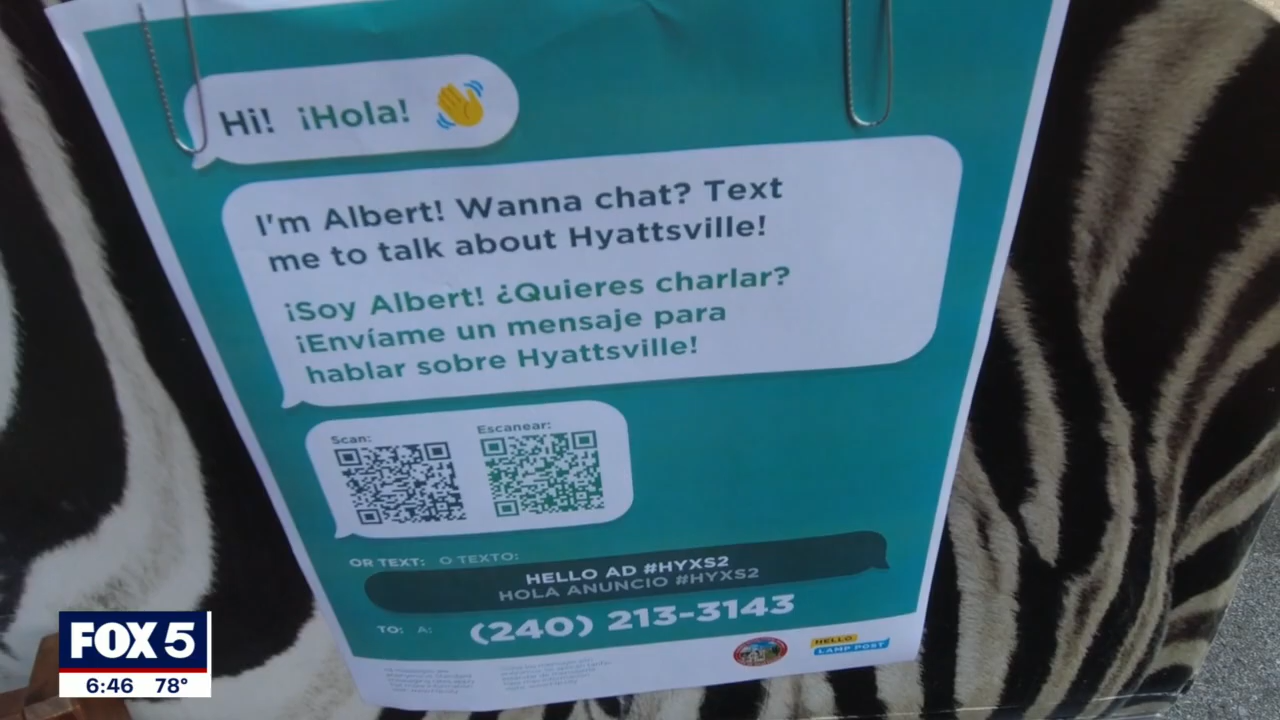 Hi! ¡Hola!
I'm Albert! Wanna chat? Text
me to talk about Hyattsville!
¡Soy Albert! ¿Quieres charlar?
¡Envíame un mensaje para
hablar sobre Hyattsville!
Scan: Escanear:
OR TEXT: O TEXTO:
HELLO AD #HYXS2
HOLA ANUNCIO #HYXS2
TO: A: (240) 213-3143
HELLO
LAMP POST
FOX 5
6:46 78°